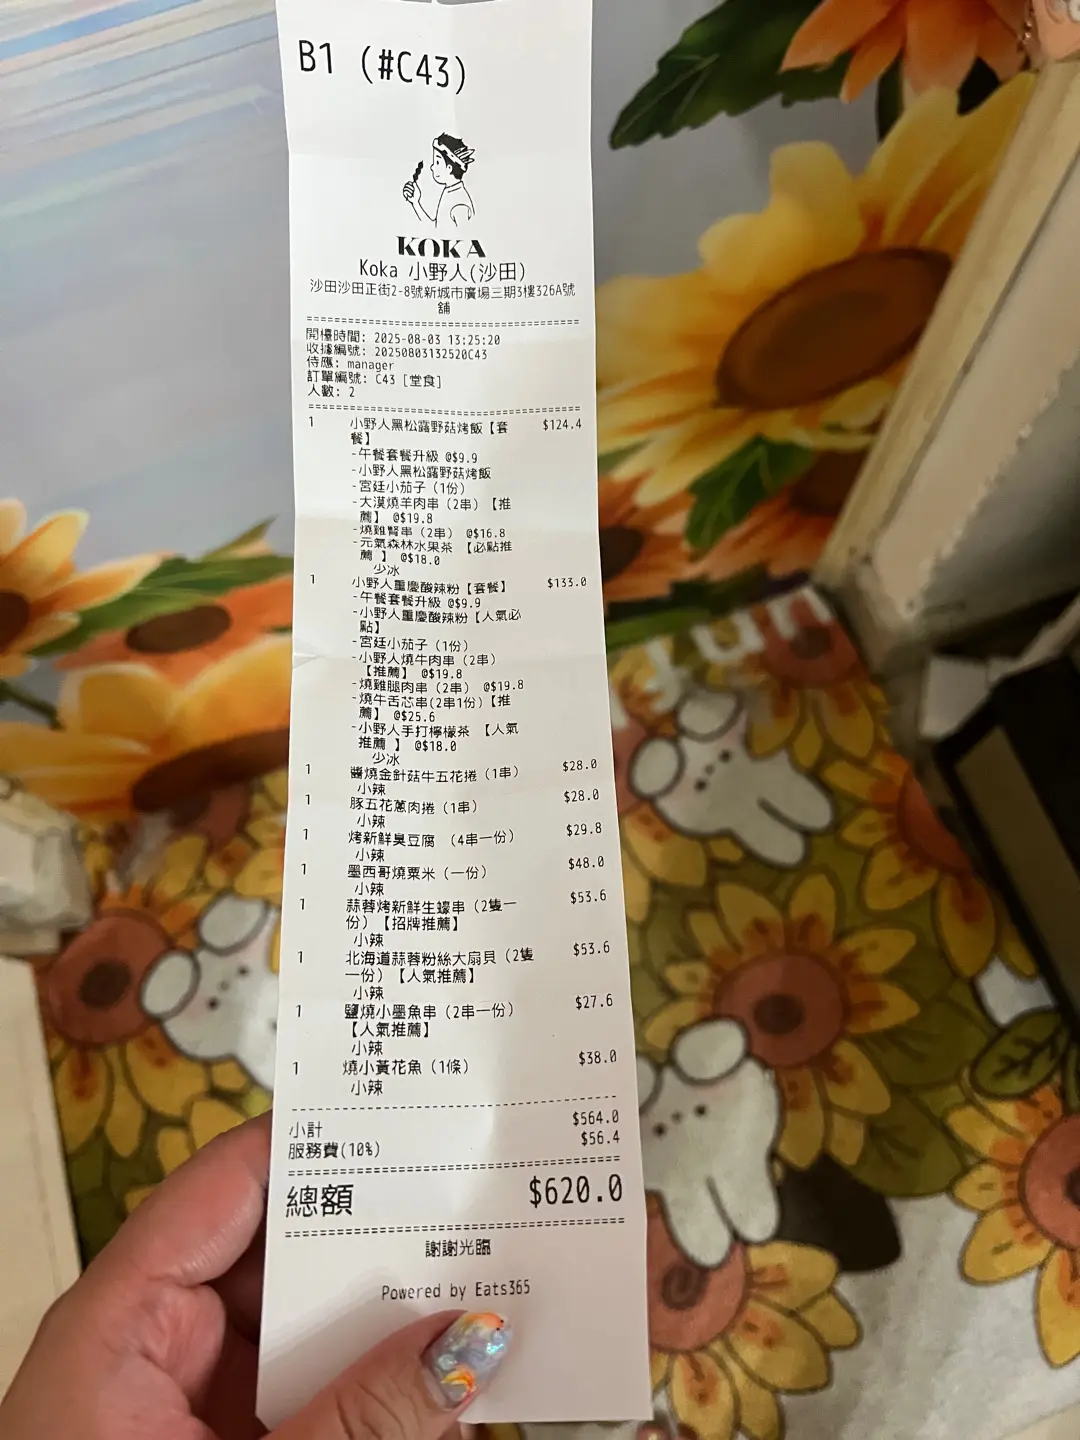 B1 (#C43)
KOKA
Koka 小野人(沙田)
沙田沙田正街2-8號新城市廣場三期3樓326A號
舖
開檯時間: 2025-08-03 13:25:20
收據編號: 20250803132520C43
侍應: manager
訂單編號: C43 [堂食]
人數: 2
1 小野人黑松露野菇烤飯【套 $124.4
餐】
-午餐套餐升級 @$9.9
-小野人黑松露野菇烤飯
-宮廷小茄子（1份）
-大漠燒羊肉串（2串）【推
薦】 @$19.8
-燒雞腎串（2串） @$16.8
-元氣森林水果茶 【必點推
薦 】 @$18.0
少冰
1 小野人重慶酸辣粉【套餐】 $133.0
-午餐套餐升級 @$9.9
-小野人重慶酸辣粉【人氣必
點】
-宮廷小茄子（1份）
-小野人燒牛肉串（2串）
【推薦】 @$19.8
-燒雞腿肉串（2串） @$19.8
-燒牛舌芯串(2串1份)【推
薦】 @$25.6
-小野人手打檸檬茶 【人氣
推薦 】 @$18.0
少冰
1 醬燒金針菇牛五花捲（1串） $28.0
小辣
1 豚五花蔥肉捲（1串） $28.0
小辣
1 烤新鮮臭豆腐 （4串一份） $29.8
小辣
1 墨西哥燒粟米（一份） $48.0
小辣
1 蒜蓉烤新鮮生蠔串（2隻一 $53.6
份）【招牌推薦】
小辣
1 北海道蒜蓉粉絲大扇貝（2隻 $53.6
一份）【人氣推薦】
小辣
1 鹽燒小墨魚串（2串一份） $27.6
【人氣推薦】
小辣
1 燒小黃花魚（1條） $38.0
小辣
小計 $564.0
服務費(10%) $56.4
總額 $620.0
謝謝光臨
Powered by Eats365